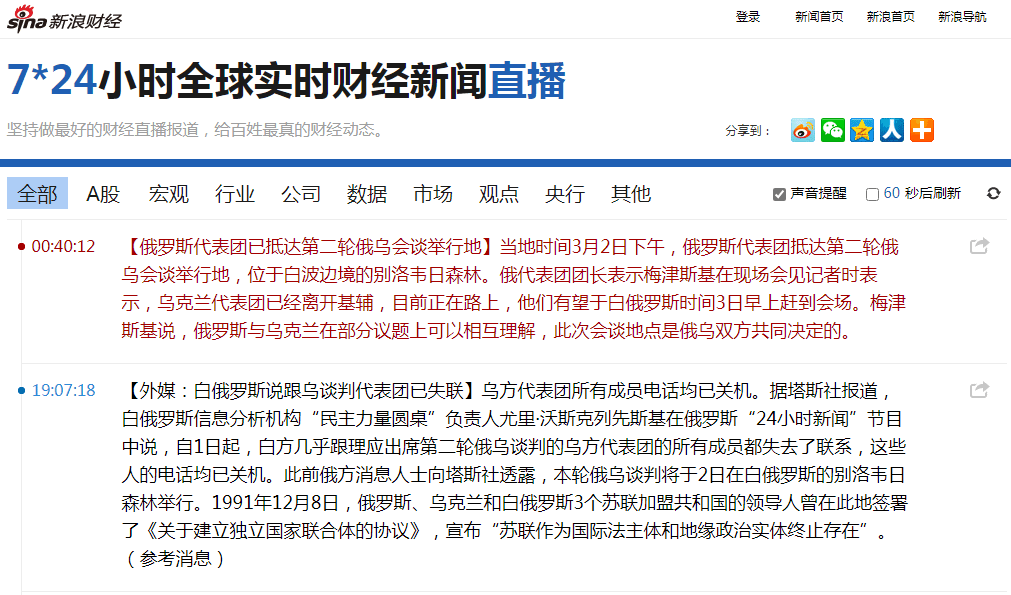 sina新浪财经
登录 新闻首页 新浪首页 新浪导航
7*24小时全球实时财经新闻直播
坚持做最好的财经直播报道，给百姓最真的财经动态。
分享到：
全部 A股 宏观 行业 公司 数据 市场 观点 央行 其他 声音提醒 60 秒后刷新
00:40:12 【俄罗斯代表团已抵达第二轮俄乌会谈举行地】当地时间3月2日下午，俄罗斯代表团抵达第二轮俄
乌会谈举行地，位于白波边境的别洛韦日森林。俄代表团团长表示梅津斯基在现场会见记者时表
示，乌克兰代表团已经离开基辅，目前正在路上，他们有望于白俄罗斯时间3日早上赶到会场。梅津
斯基说，俄罗斯与乌克兰在部分议题上可以相互理解，此次会谈地点是俄乌双方共同决定的。
19:07:18 【外媒：白俄罗斯说跟乌谈判代表团已失联】乌方代表团所有成员电话均已关机。据塔斯社报道，
白俄罗斯信息分析机构“民主力量圆桌”负责人尤里·沃斯克列先斯基在俄罗斯“24小时新闻”节目
中说，自1日起，白方几乎跟理应出席第二轮俄乌谈判的乌方代表团的所有成员都失去了联系，这些
人的电话均已关机。此前俄方消息人士向塔斯社透露，本轮俄乌谈判将于2日在白俄罗斯的别洛韦日
森林举行。1991年12月8日，俄罗斯、乌克兰和白俄罗斯3个苏联加盟共和国的领导人曾在此地签署
了《关于建立独立国家联合体的协议》，宣布“苏联作为国际法主体和地缘政治实体终止存在”。
（参考消息）